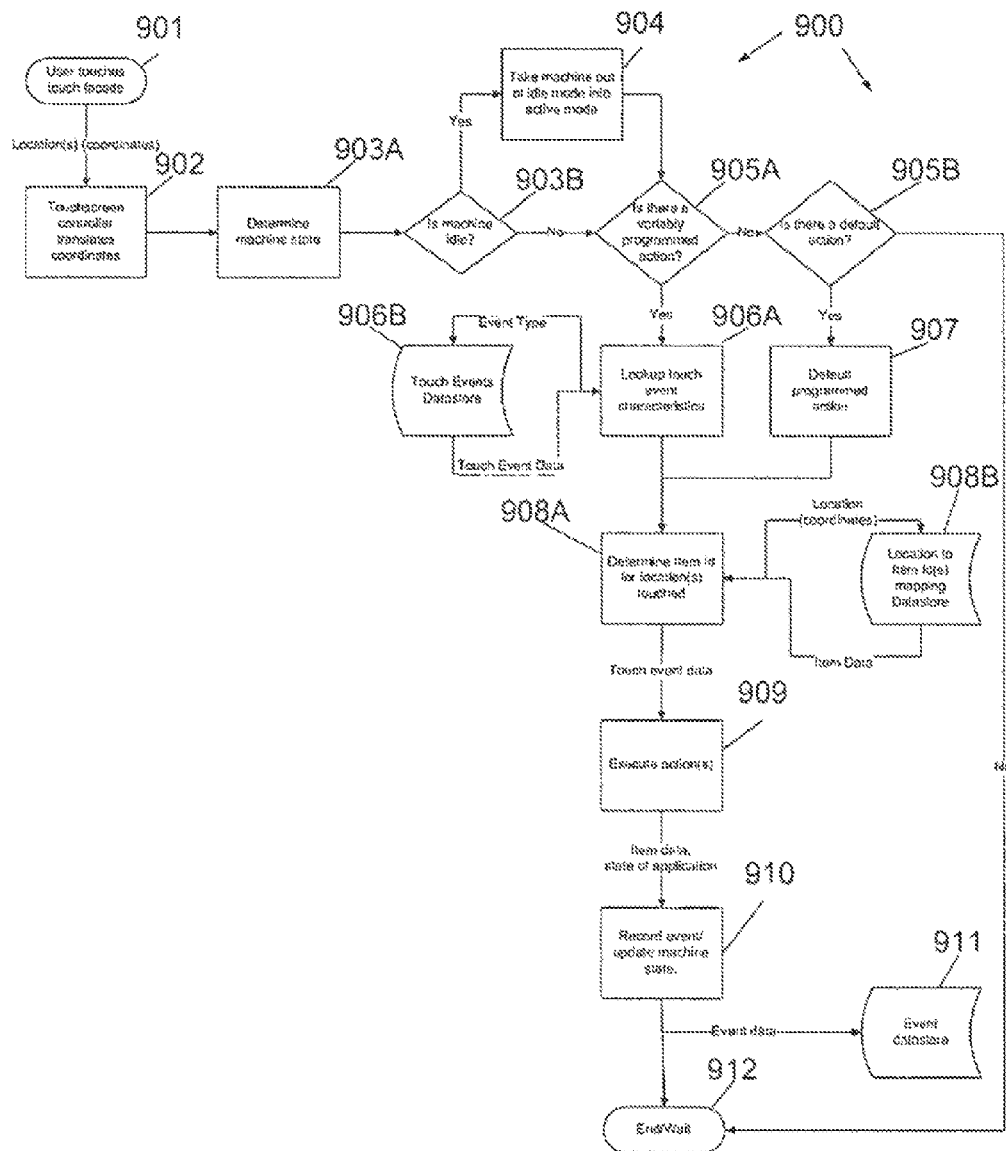 901
User touches
touch facade
Location(s) (coordinates)
902
Touchscreen
controller
translates
coordinates
903A
Determine
machine state
903B
Is machine
idle?
Yes
No
904
Take machine out
of idle mode into
active mode
900
905A
Is there a
variably
programmed
action?
No
Yes
905B
Is there a default
action?
Yes
No
906B
Event Type
Touch Events
Datastore
Touch Event Data
906A
Lookup touch
event
characteristics
907
Default
programmed
action
908A
Determine item id
for location(s)
touched
908B
Location
(coordinates)
Location to
item id(s)
mapping
Datastore
Item Data
Touch event data
909
Execute action(s)
Item data,
state of application
910
Record event/
update machine
state.
911
Event data
Event
datastore
912
End/Wait